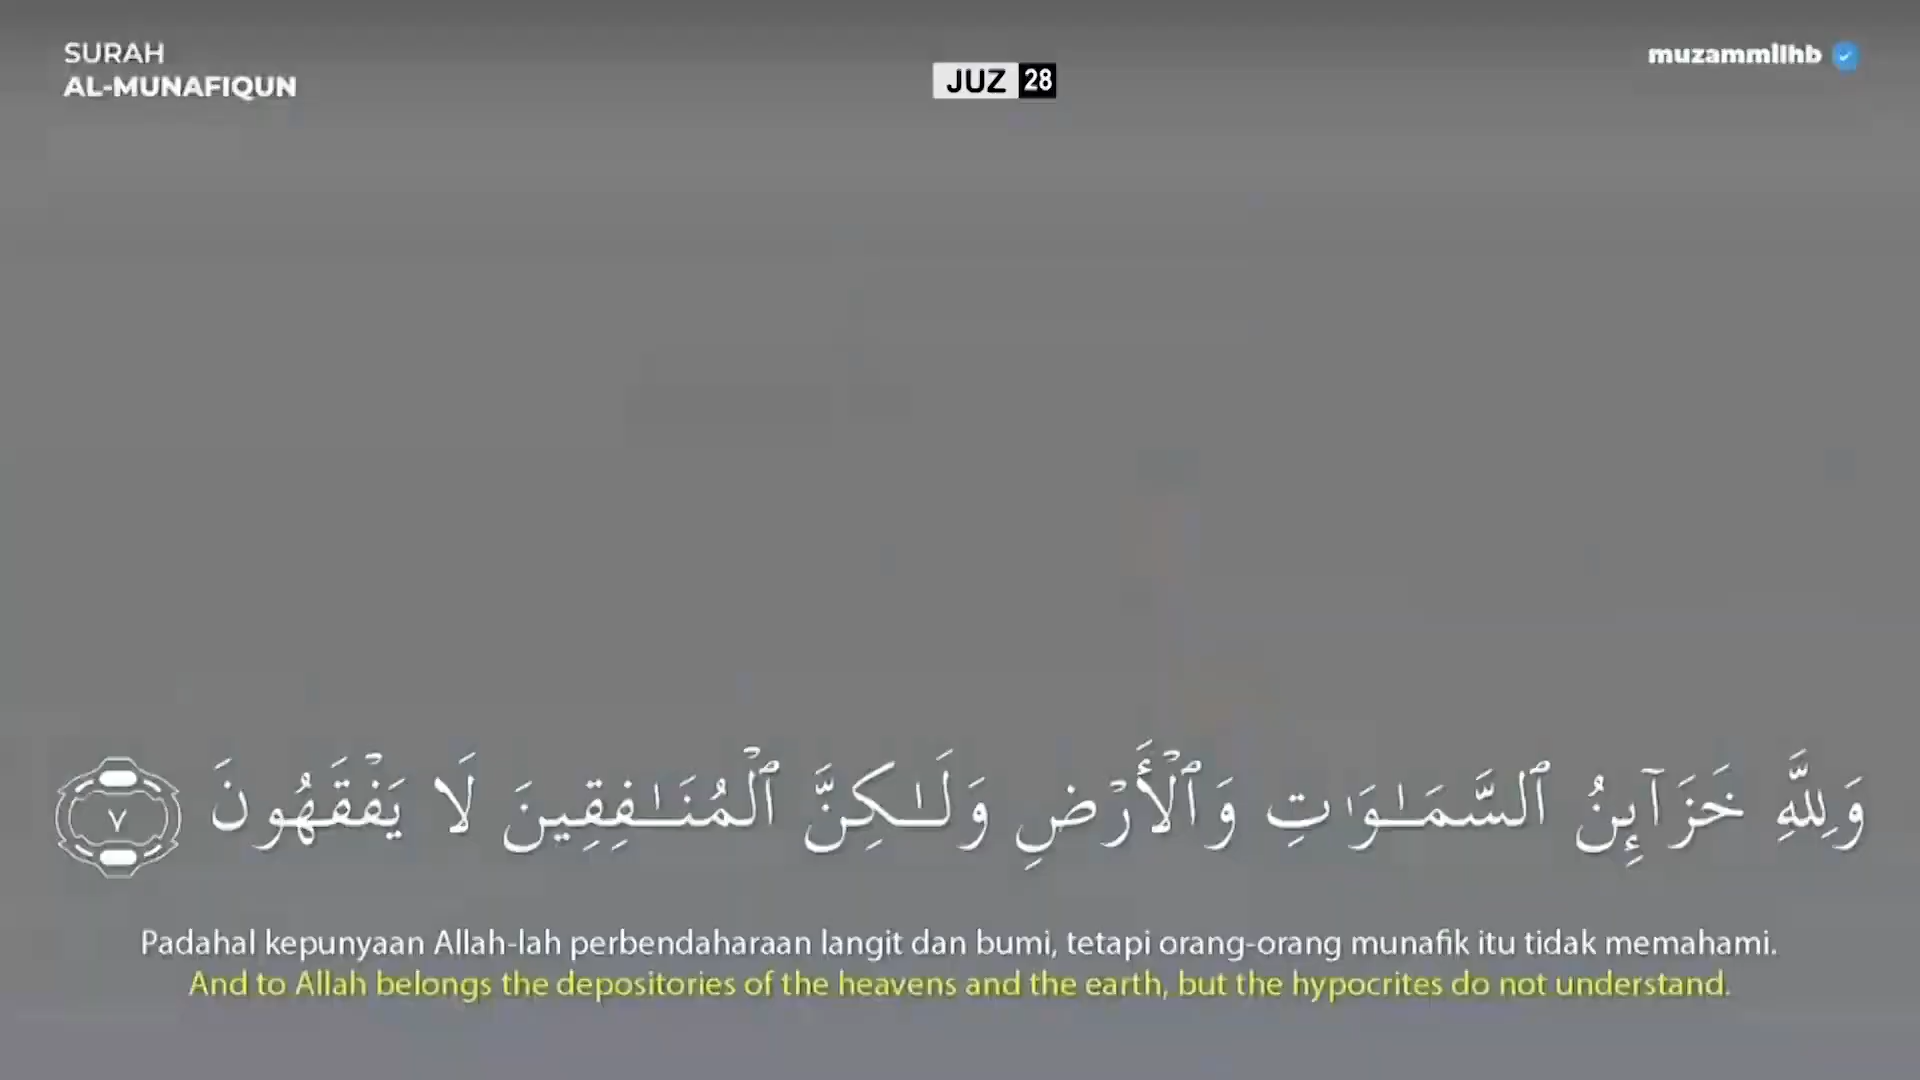 SURAH
AL-MUNAFIQUN
JUZ 28
muzammilhb
وَلِلَّهِ خَزَآئِنُ ٱلسَّمَـٰوَٰتِ وَٱلْأَرْضِ وَلَـٰكِنَّ ٱلْمُنَـٰفِقِينَ لَا يَفْقَهُونَ ٧
Padahal kepunyaan Allah-lah perbendaharaan langit dan bumi, tetapi orang-orang munafik itu tidak memahami.
And to Allah belongs the depositories of the heavens and the earth, but the hypocrites do not understand.